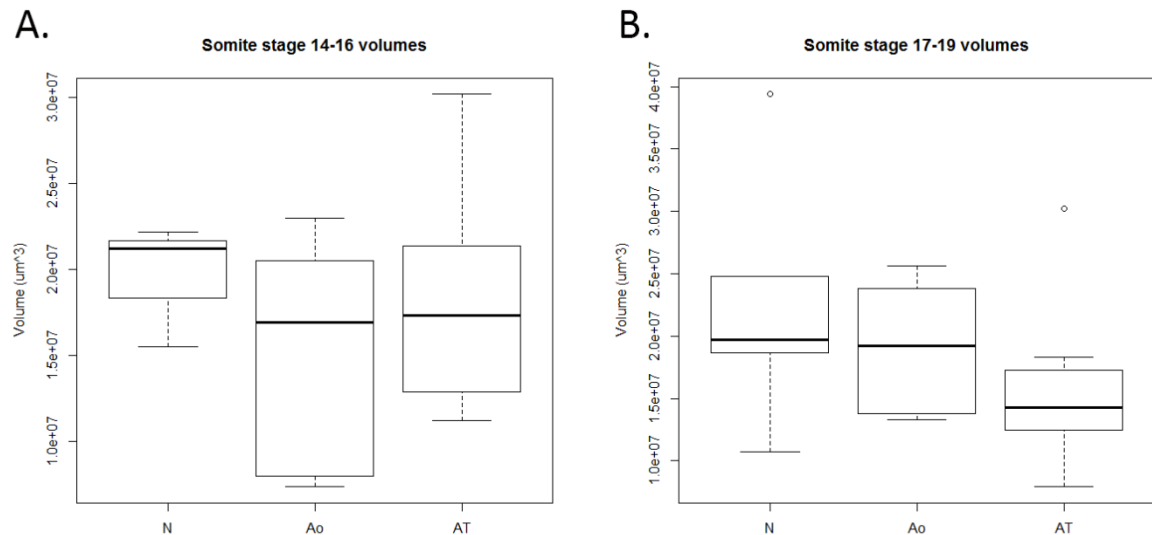 A.
Somite stage 14-16 volumes
Volume (um^3)
3.0e+07
2.5e+07
2.0e+07
1.5e+07
1.0e+07
N Ao AT
B.
Somite stage 17-19 volumes
Volume (um^3)
4.0e+07
3.5e+07
3.0e+07
2.5e+07
2.0e+07
1.5e+07
1.0e+07
N Ao AT